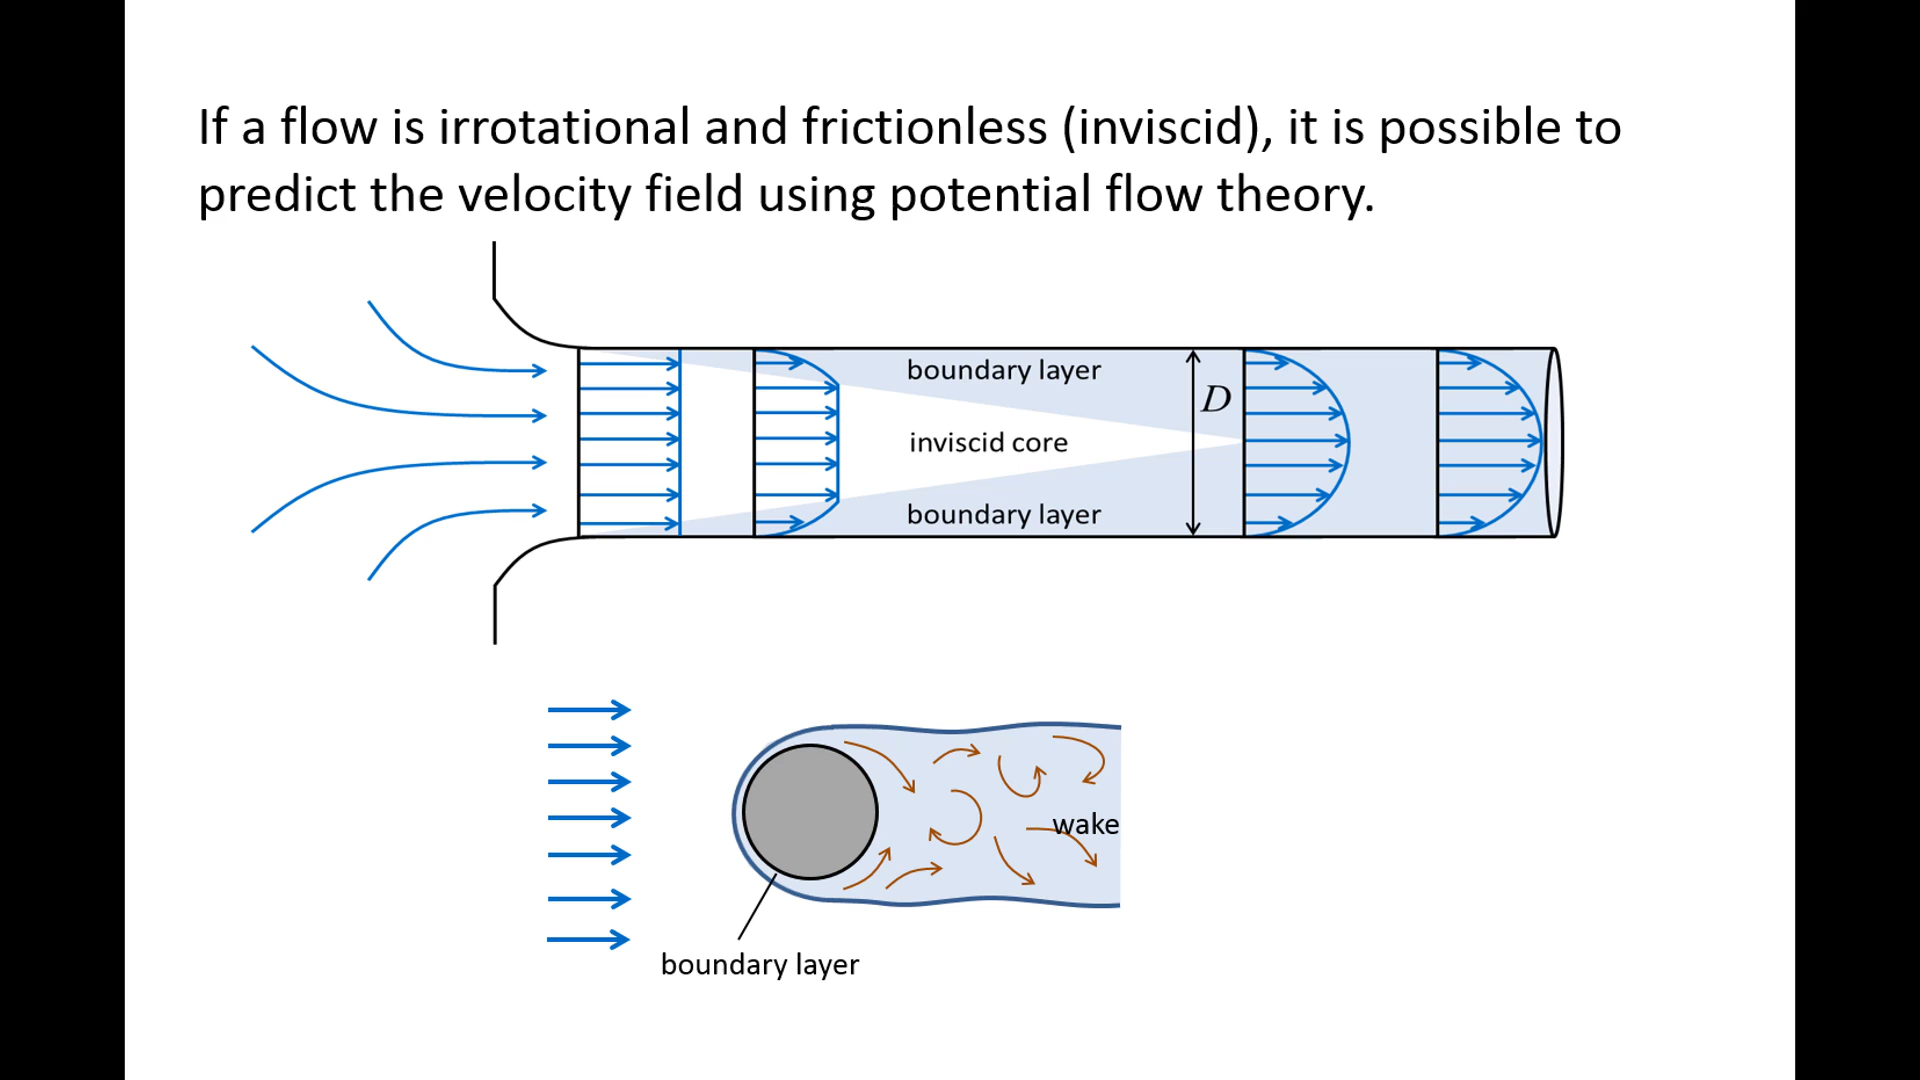 If a flow is irrotational and frictionless (inviscid), it is possible to
predict the velocity field using potential flow theory.
boundary layer
D
inviscid core
boundary layer
wake
boundary layer